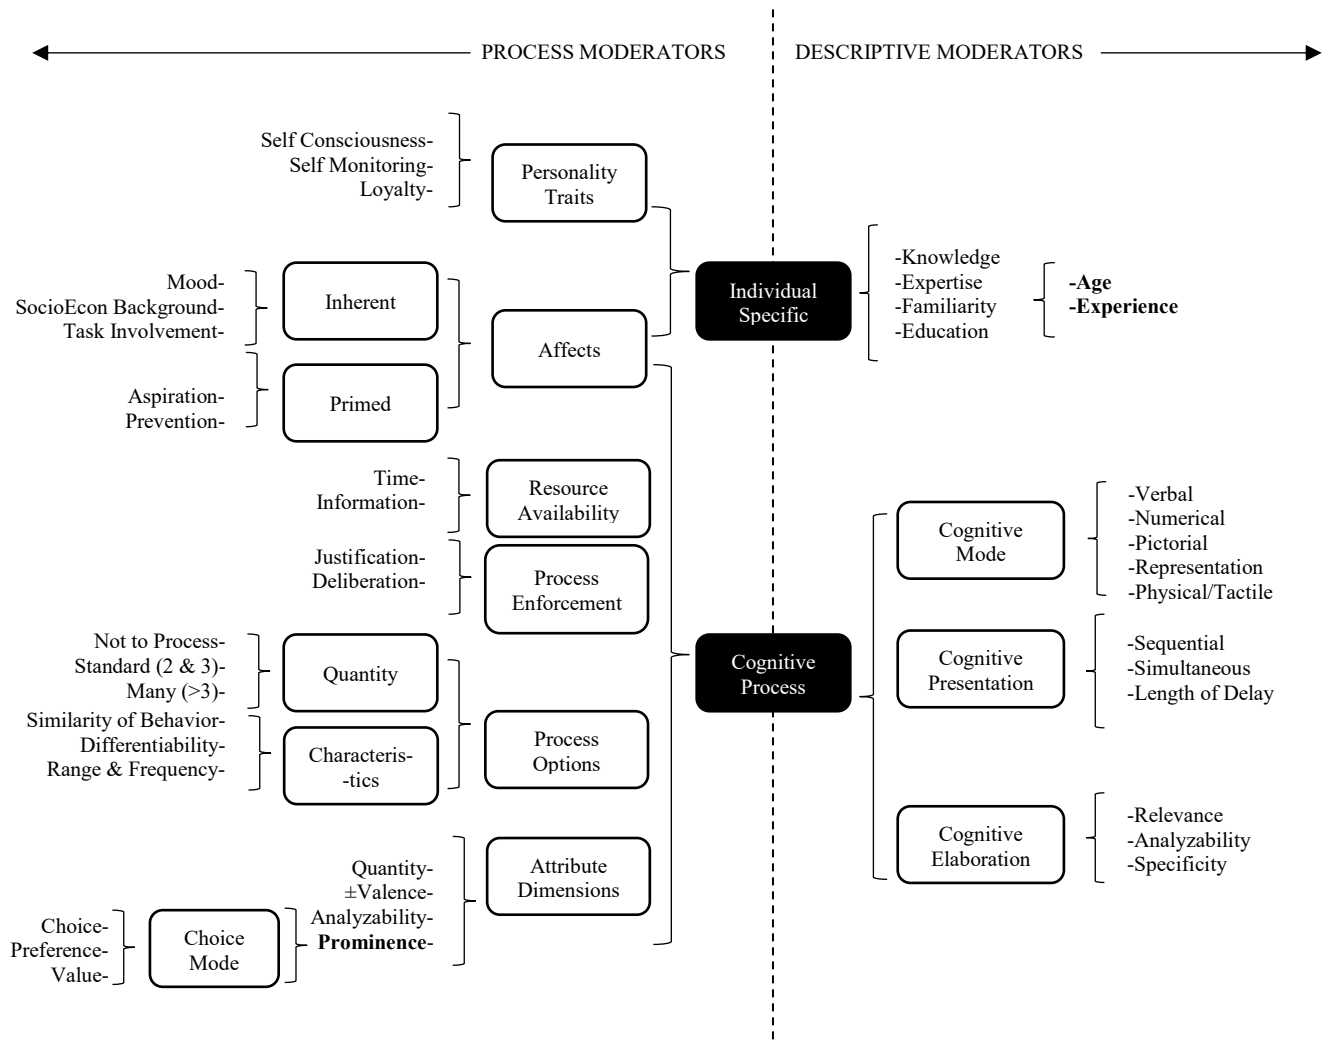 PROCESS MODERATORS
DESCRIPTIVE MODERATORS
Self Consciousness-
Self Monitoring-
Loyalty-
Personality
Traits
Mood-
SocioEcon Background-
Task Involvement-
Inherent
Aspiration-
Prevention-
Primed
Affects
Individual
Specific
-Knowledge
-Expertise
-Familiarity
-Education
-Age
-Experience
Time-
Information-
Resource
Availability
Justification-
Deliberation-
Process
Enforcement
Not to Process-
Standard (2 & 3)-
Many (>3)-
Quantity
Similarity of Behavior-
Differentiability-
Range & Frequency-
Characteris-
-tics
Process
Options
Cognitive
Process
Quantity-
±Valence-
Analyzability-
Prominence-
Attribute
Dimensions
Choice-
Preference-
Value-
Choice
Mode
Cognitive
Mode
-Verbal
-Numerical
-Pictorial
-Representation
-Physical/Tactile
Cognitive
Presentation
-Sequential
-Simultaneous
-Length of Delay
Cognitive
Elaboration
-Relevance
-Analyzability
-Specificity